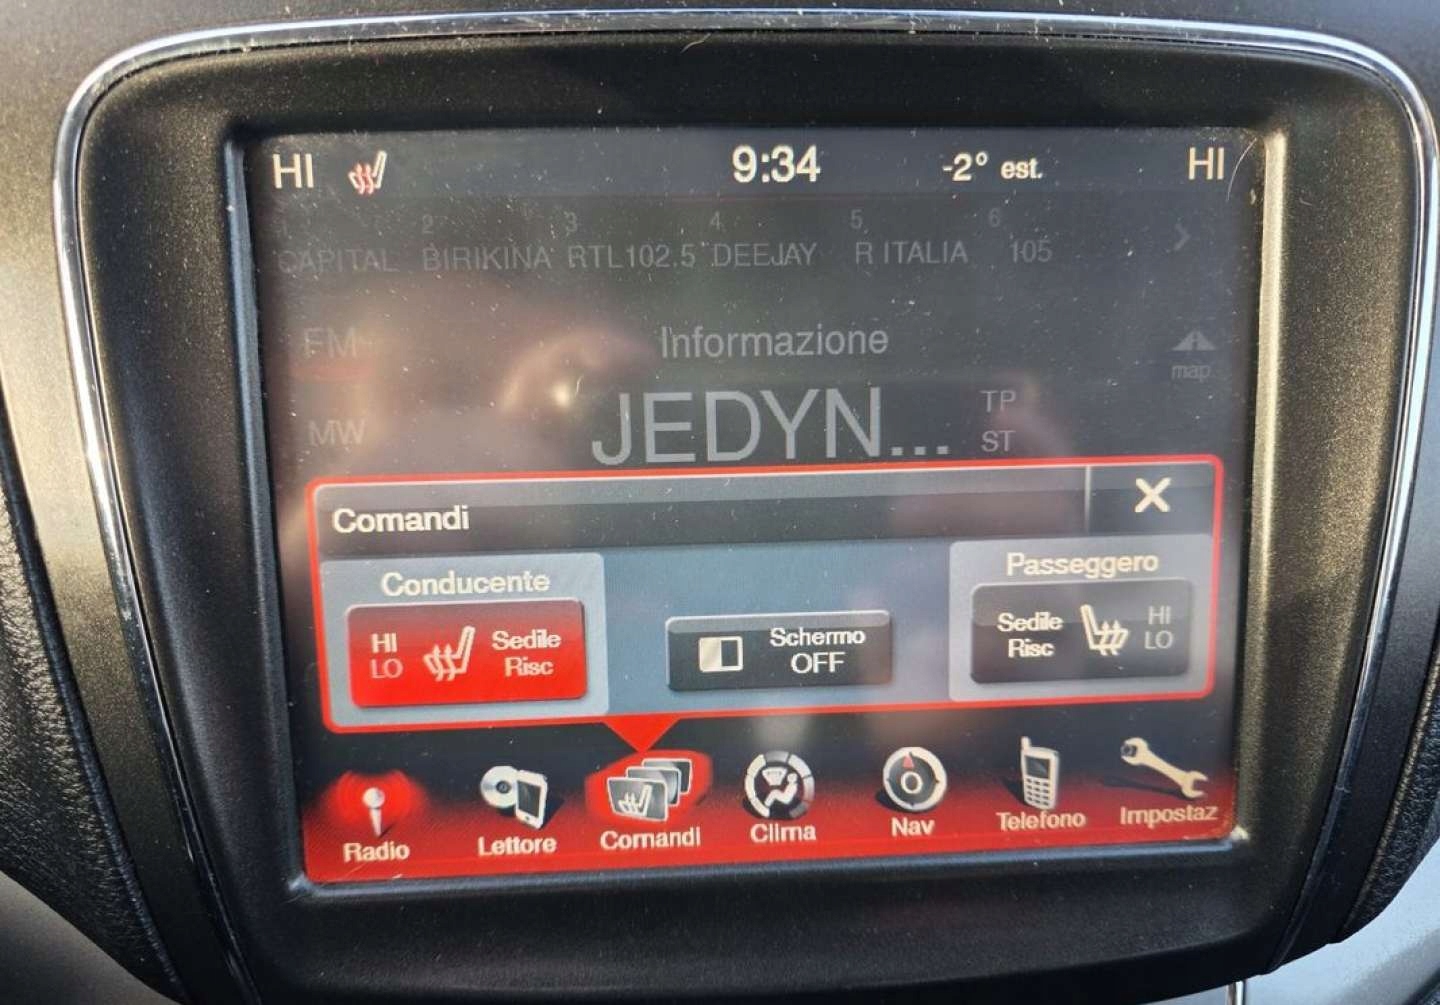 HI 9:34 -2° est. HI
2 3 4 5 6
CAPITAL BIRIKINA RTL102.5 DEEJAY R ITALIA 105
FM Informazione
map
MW JEDYN... TP
ST
Comandi X
Conducente Passeggero
HI LO Sedile Risc
Schermo OFF
Sedile Risc HI LO
Radio Lettore Comandi Clima Nav Telefono Impostaz